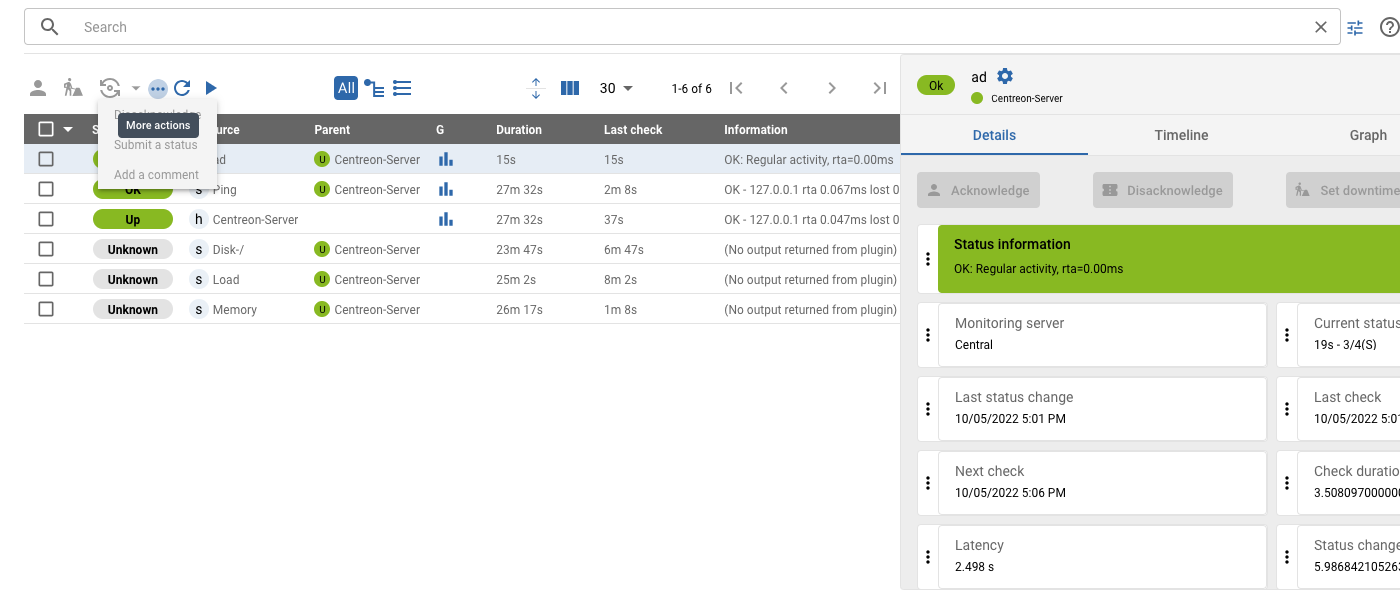 Search
All
30
1-6 of 6
Disacknowledge
More actions
Submit a status
Add a comment
S
urce
Parent
G
Duration
Last check
Information
ad
U
Centreon-Server
15s
15s
OK: Regular activity, rta=0.00ms
OK
s
Ping
U
Centreon-Server
27m 32s
2m 8s
OK - 127.0.0.1 rta 0.067ms lost 0
Up
h
Centreon-Server
27m 32s
37s
OK - 127.0.0.1 rta 0.047ms lost 0
Unknown
s
Disk-/
U
Centreon-Server
23m 47s
6m 47s
(No output returned from plugin)
Unknown
s
Load
U
Centreon-Server
25m 2s
8m 2s
(No output returned from plugin)
Unknown
s
Memory
U
Centreon-Server
26m 17s
1m 8s
(No output returned from plugin)
Ok
ad
Centreon-Server
Details
Timeline
Graph
Acknowledge
Disacknowledge
Set downtime
Status information
OK: Regular activity, rta=0.00ms
Monitoring server
Central
Current status
19s - 3/4(S)
Last status change
10/05/2022 5:01 PM
Last check
10/05/2022 5:01
Next check
10/05/2022 5:06 PM
Check duratio
3.508097000000
Latency
2.498 s
Status change
5.986842105263